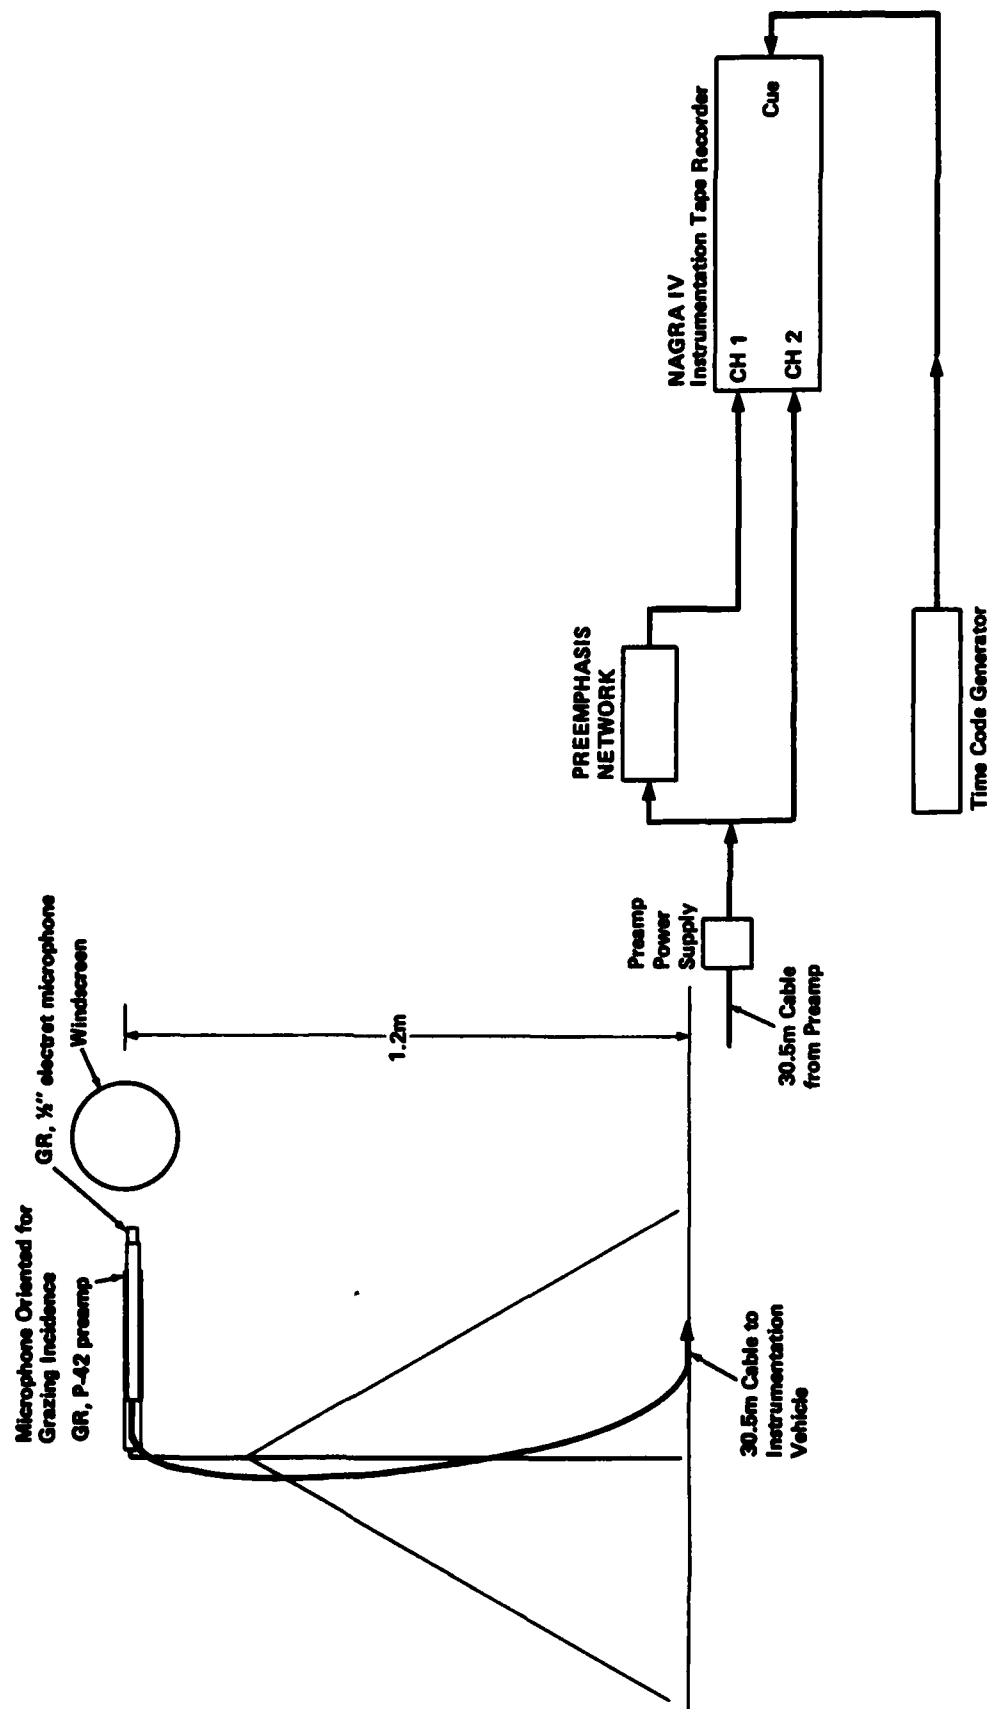 Microphone Oriented for
Grazing Incidence
GR, P-42 preamp
GR, ½" electret microphone
Windscreen
1.2m
30.5m Cable to
Instrumentation
Vehicle
30.5m Cable
from Preamp
Preamp
Power
Supply
PREEMPHASIS
NETWORK
NAGRA IV
Instrumentation Tape Recorder
CH 1
CH 2
Cue
Time Code Generator